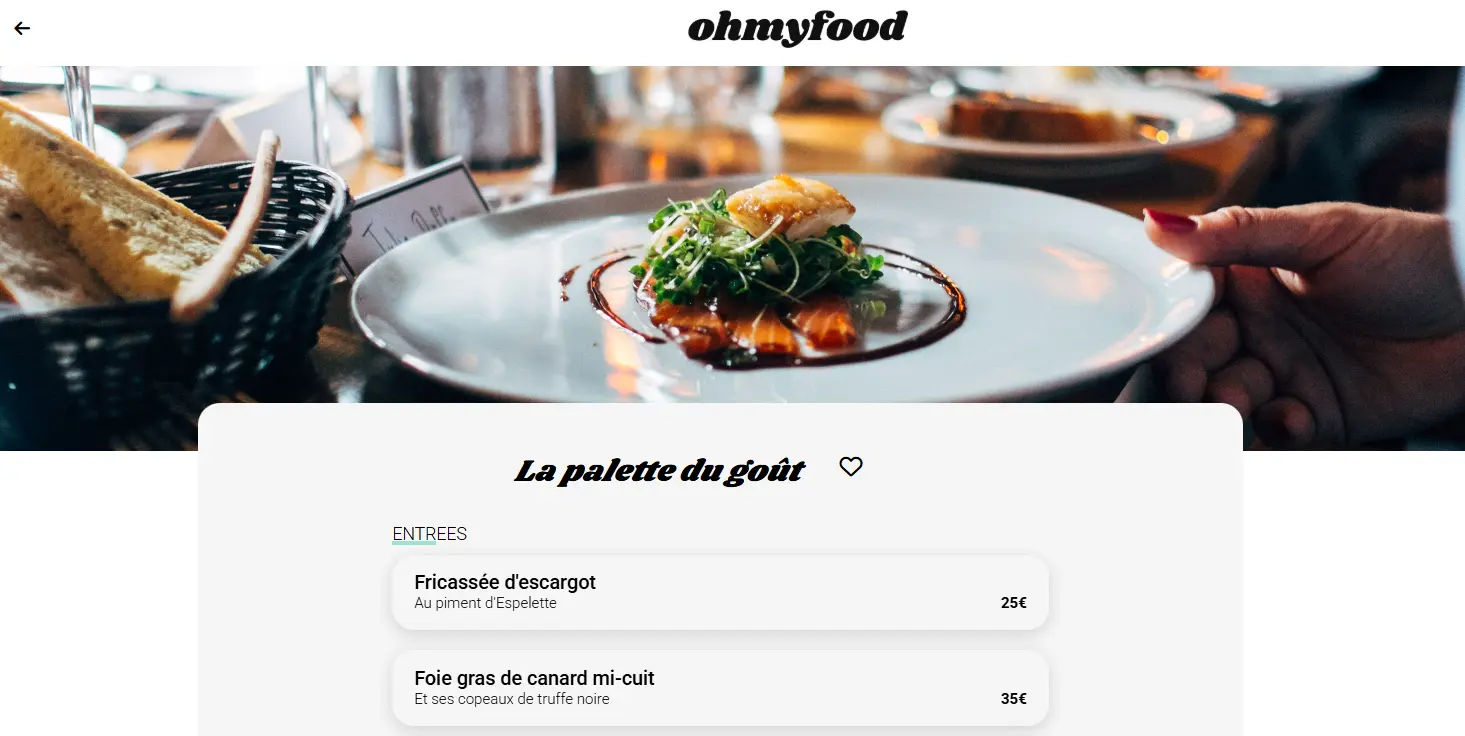 ohmyfood
La palette du goût
ENTREES
Fricassée d'escargot
Au piment d'Espelette
25€
Foie gras de canard mi-cuit
Et ses copeaux de truffe noire
35€